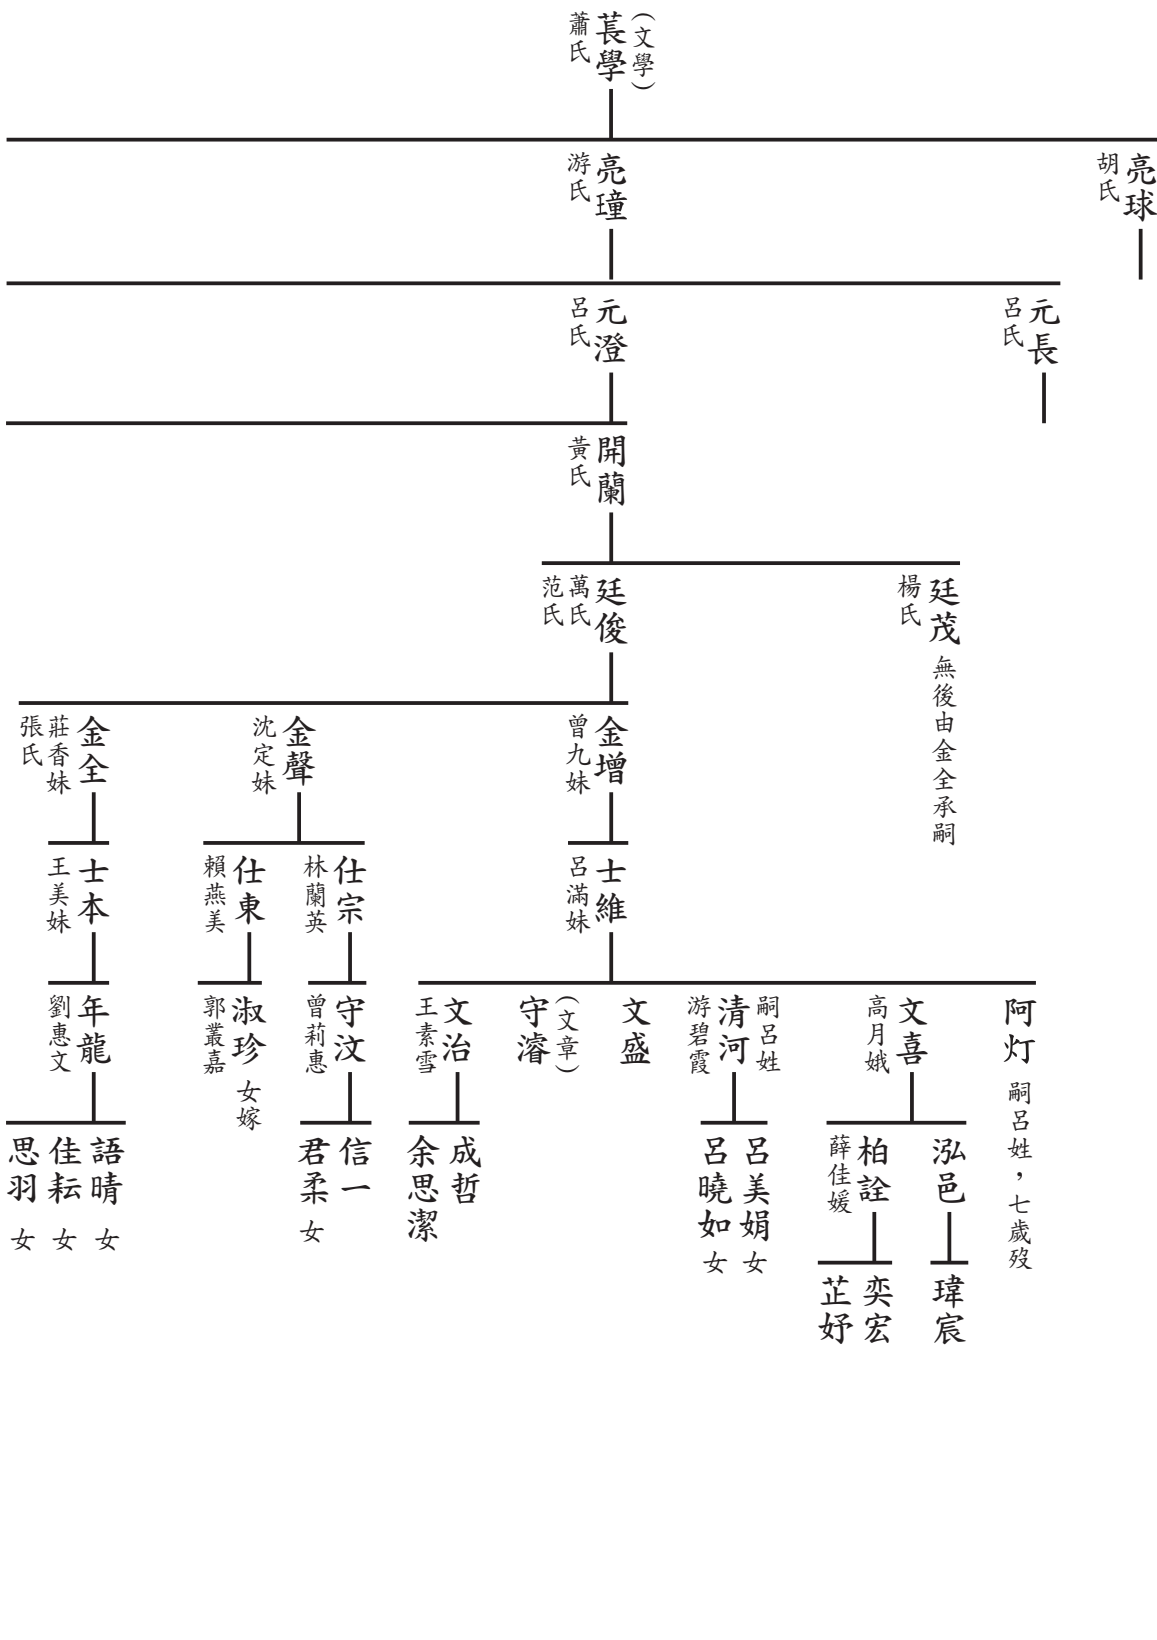 (文學)
萇學
蕭氏
亮球
胡氏
亮瑾
游氏
元長
呂氏
元澄
呂氏
開蘭
黃氏
廷茂 無後由金全承嗣
楊氏
廷俊
萬氏
范氏
金增
曾九妹
金聲
沈定妹
金全
莊香妹
張氏
士維
呂滿妹
仕宗
林蘭英
仕東
賴燕美
士本
王美妹
阿灯 嗣呂姓，七歲歿
文喜
高月娥
嗣呂姓
清河
游碧霞
文盛
(文章)
守濬
文治
王素雪
守汶
曾莉惠
淑珍 女嫁
郭叢嘉
年龍
劉惠文
泓邑
柏詮
薛佳媛
呂美娟 女
呂曉如 女
成哲
余思潔
信一
君柔 女
語晴 女
佳耘 女
思羽 女
瑋宸
奕宏
芷妤